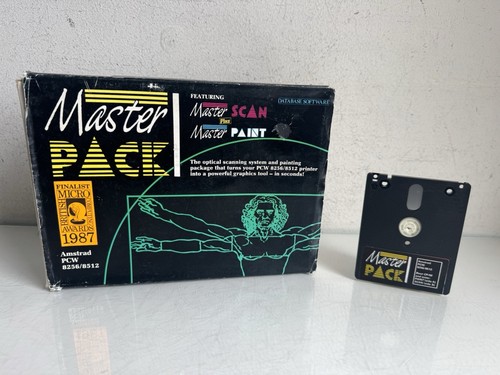 Master
PACK
FEATURING
Master SCAN
Plus
Master PAINT
DATABASE SOFTWARE
The optical scanning system and painting
package that turns your PCW 8256/8512 printer
into a powerful graphics tool – in seconds!
FINALIST
MICRO
BRITISH
AWARDS
1987
Amstrad
PCW
8256/8512
Master
PACK